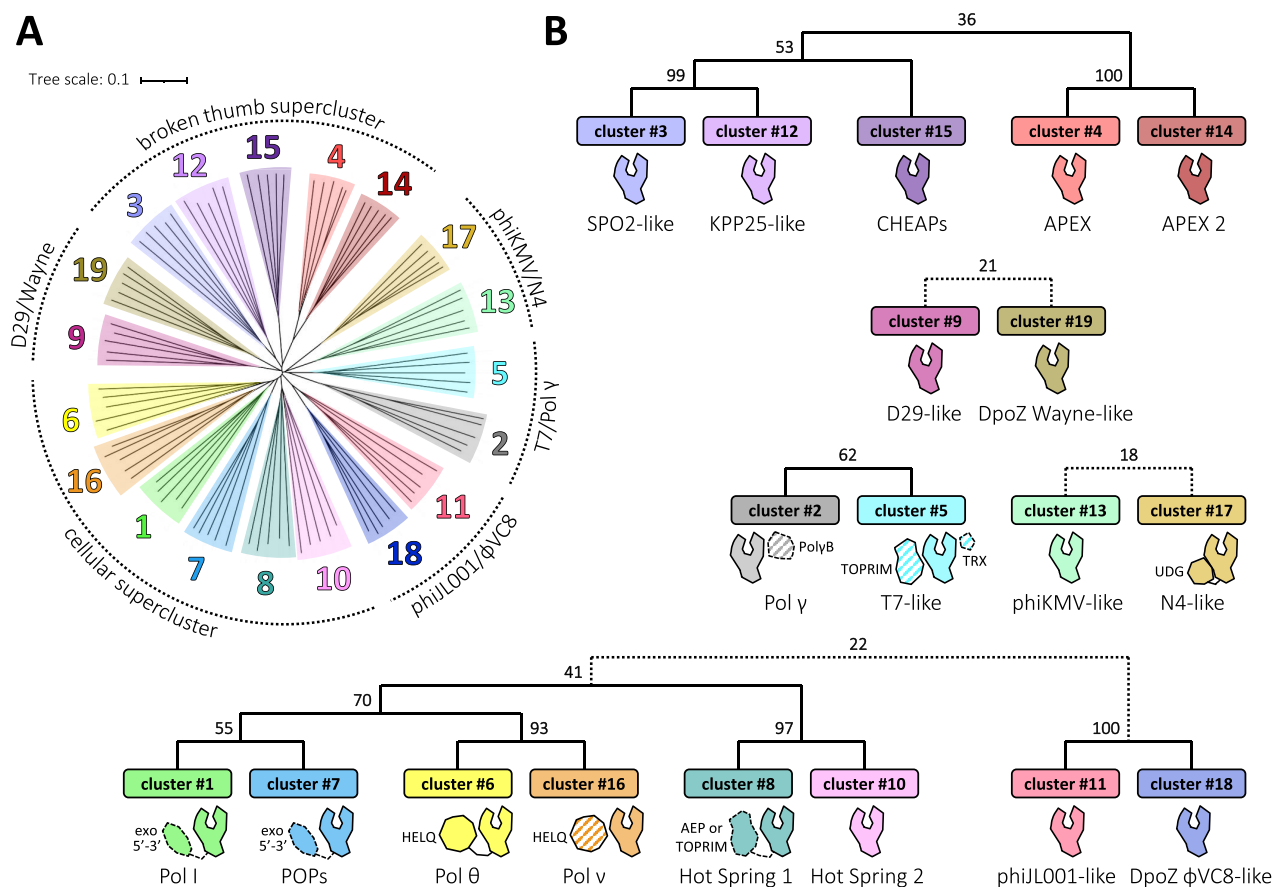 A
Tree scale: 0.1
broken thumb supercluster
phiKMV/N4
T7/Pol γ
phiJL001/ϕVC8
cellular supercluster
D29/Wayne
15
4
12
14
3
17
19
13
9
5
6
2
16
11
1
18
7
10
8
B
36
53
99
100
cluster #3
cluster #12
cluster #15
cluster #4
cluster #14
SPO2-like
KPP25-like
CHEAPs
APEX
APEX 2
21
cluster #9
cluster #19
D29-like
DpoZ Wayne-like
62
18
cluster #2
cluster #5
cluster #13
cluster #17
PolyB
TOPRIM
TRX
UDG
Pol γ
T7-like
phiKMV-like
N4-like
22
41
70
55
93
97
100
cluster #1
cluster #7
cluster #6
cluster #16
cluster #8
cluster #10
cluster #11
cluster #18
exo
5’-3’
exo
5’-3’
HELQ
HELQ
AEP or
TOPRIM
Pol I
POPs
Pol θ
Pol ν
Hot Spring 1
Hot Spring 2
phiJL001-like
DpoZ ϕVC8-like